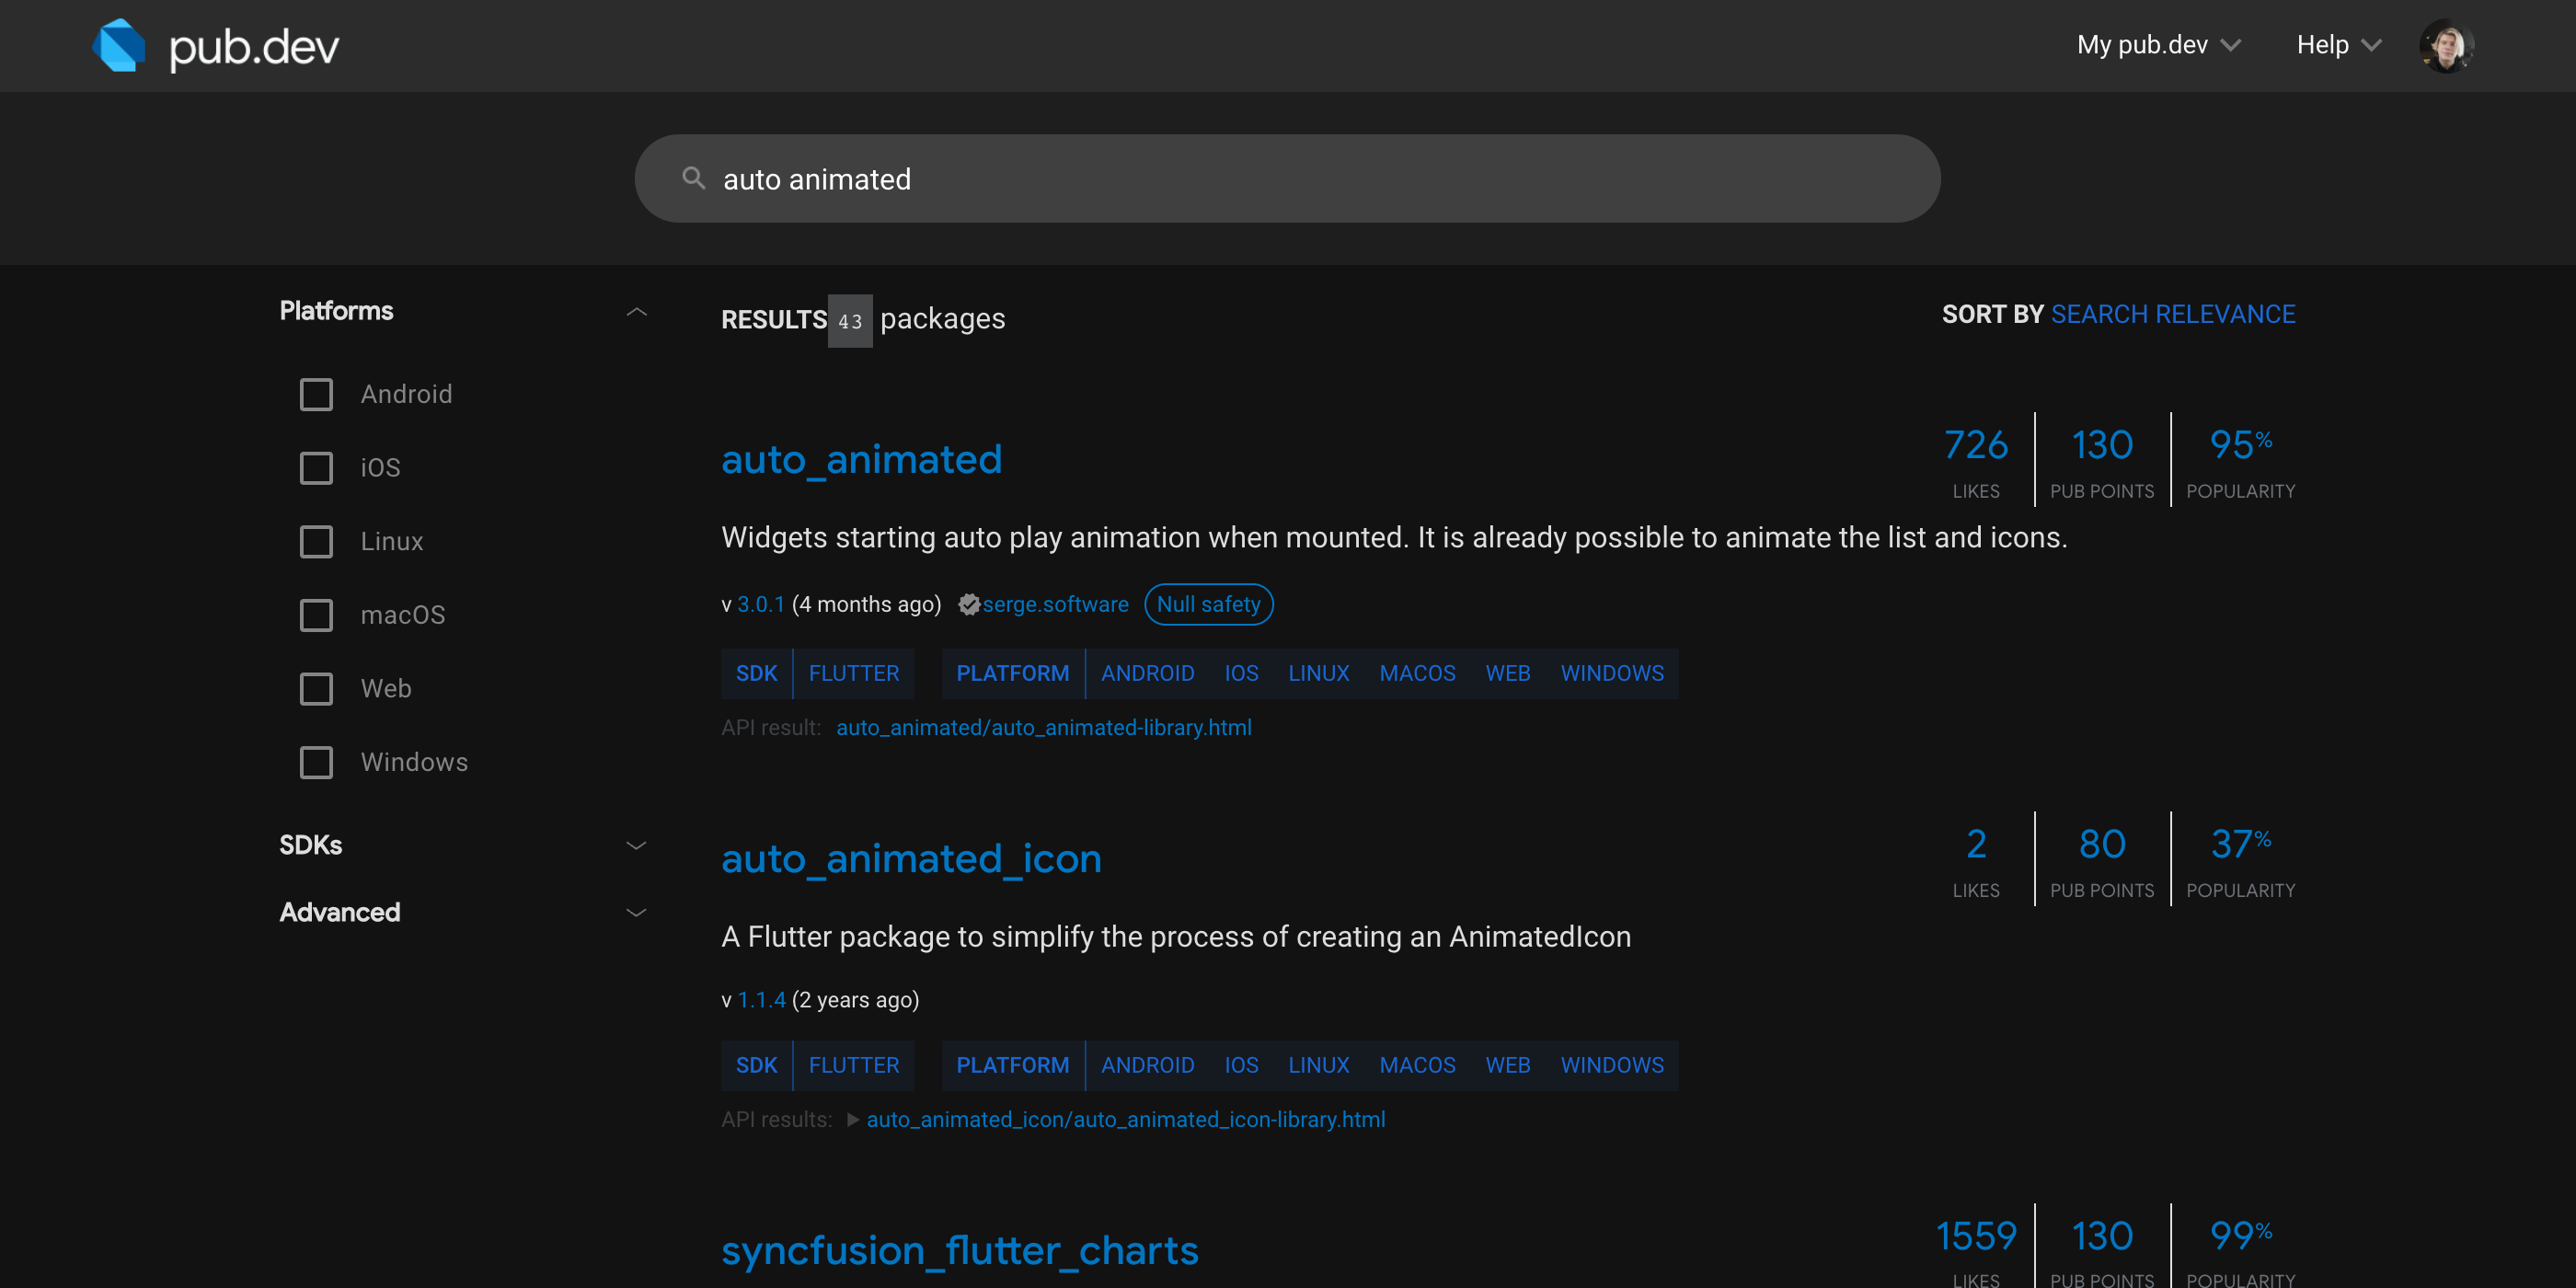 pub.dev
My pub.dev
Help
auto animated
Platforms
Android
iOS
Linux
macOS
Web
Windows
SDKs
Advanced
RESULTS 43 packages
SORT BY SEARCH RELEVANCE
auto_animated
726 LIKES
130 PUB POINTS
95% POPULARITY
Widgets starting auto play animation when mounted. It is already possible to animate the list and icons.
v 3.0.1 (4 months ago) serge.software Null safety
SDK FLUTTER PLATFORM ANDROID IOS LINUX MACOS WEB WINDOWS
API result: auto_animated/auto_animated-library.html
auto_animated_icon
2 LIKES
80 PUB POINTS
37% POPULARITY
A Flutter package to simplify the process of creating an AnimatedIcon
v 1.1.4 (2 years ago)
SDK FLUTTER PLATFORM ANDROID IOS LINUX MACOS WEB WINDOWS
API results: auto_animated_icon/auto_animated_icon-library.html
syncfusion_flutter_charts
1559 LIKES
130 PUB POINTS
99% POPULARITY